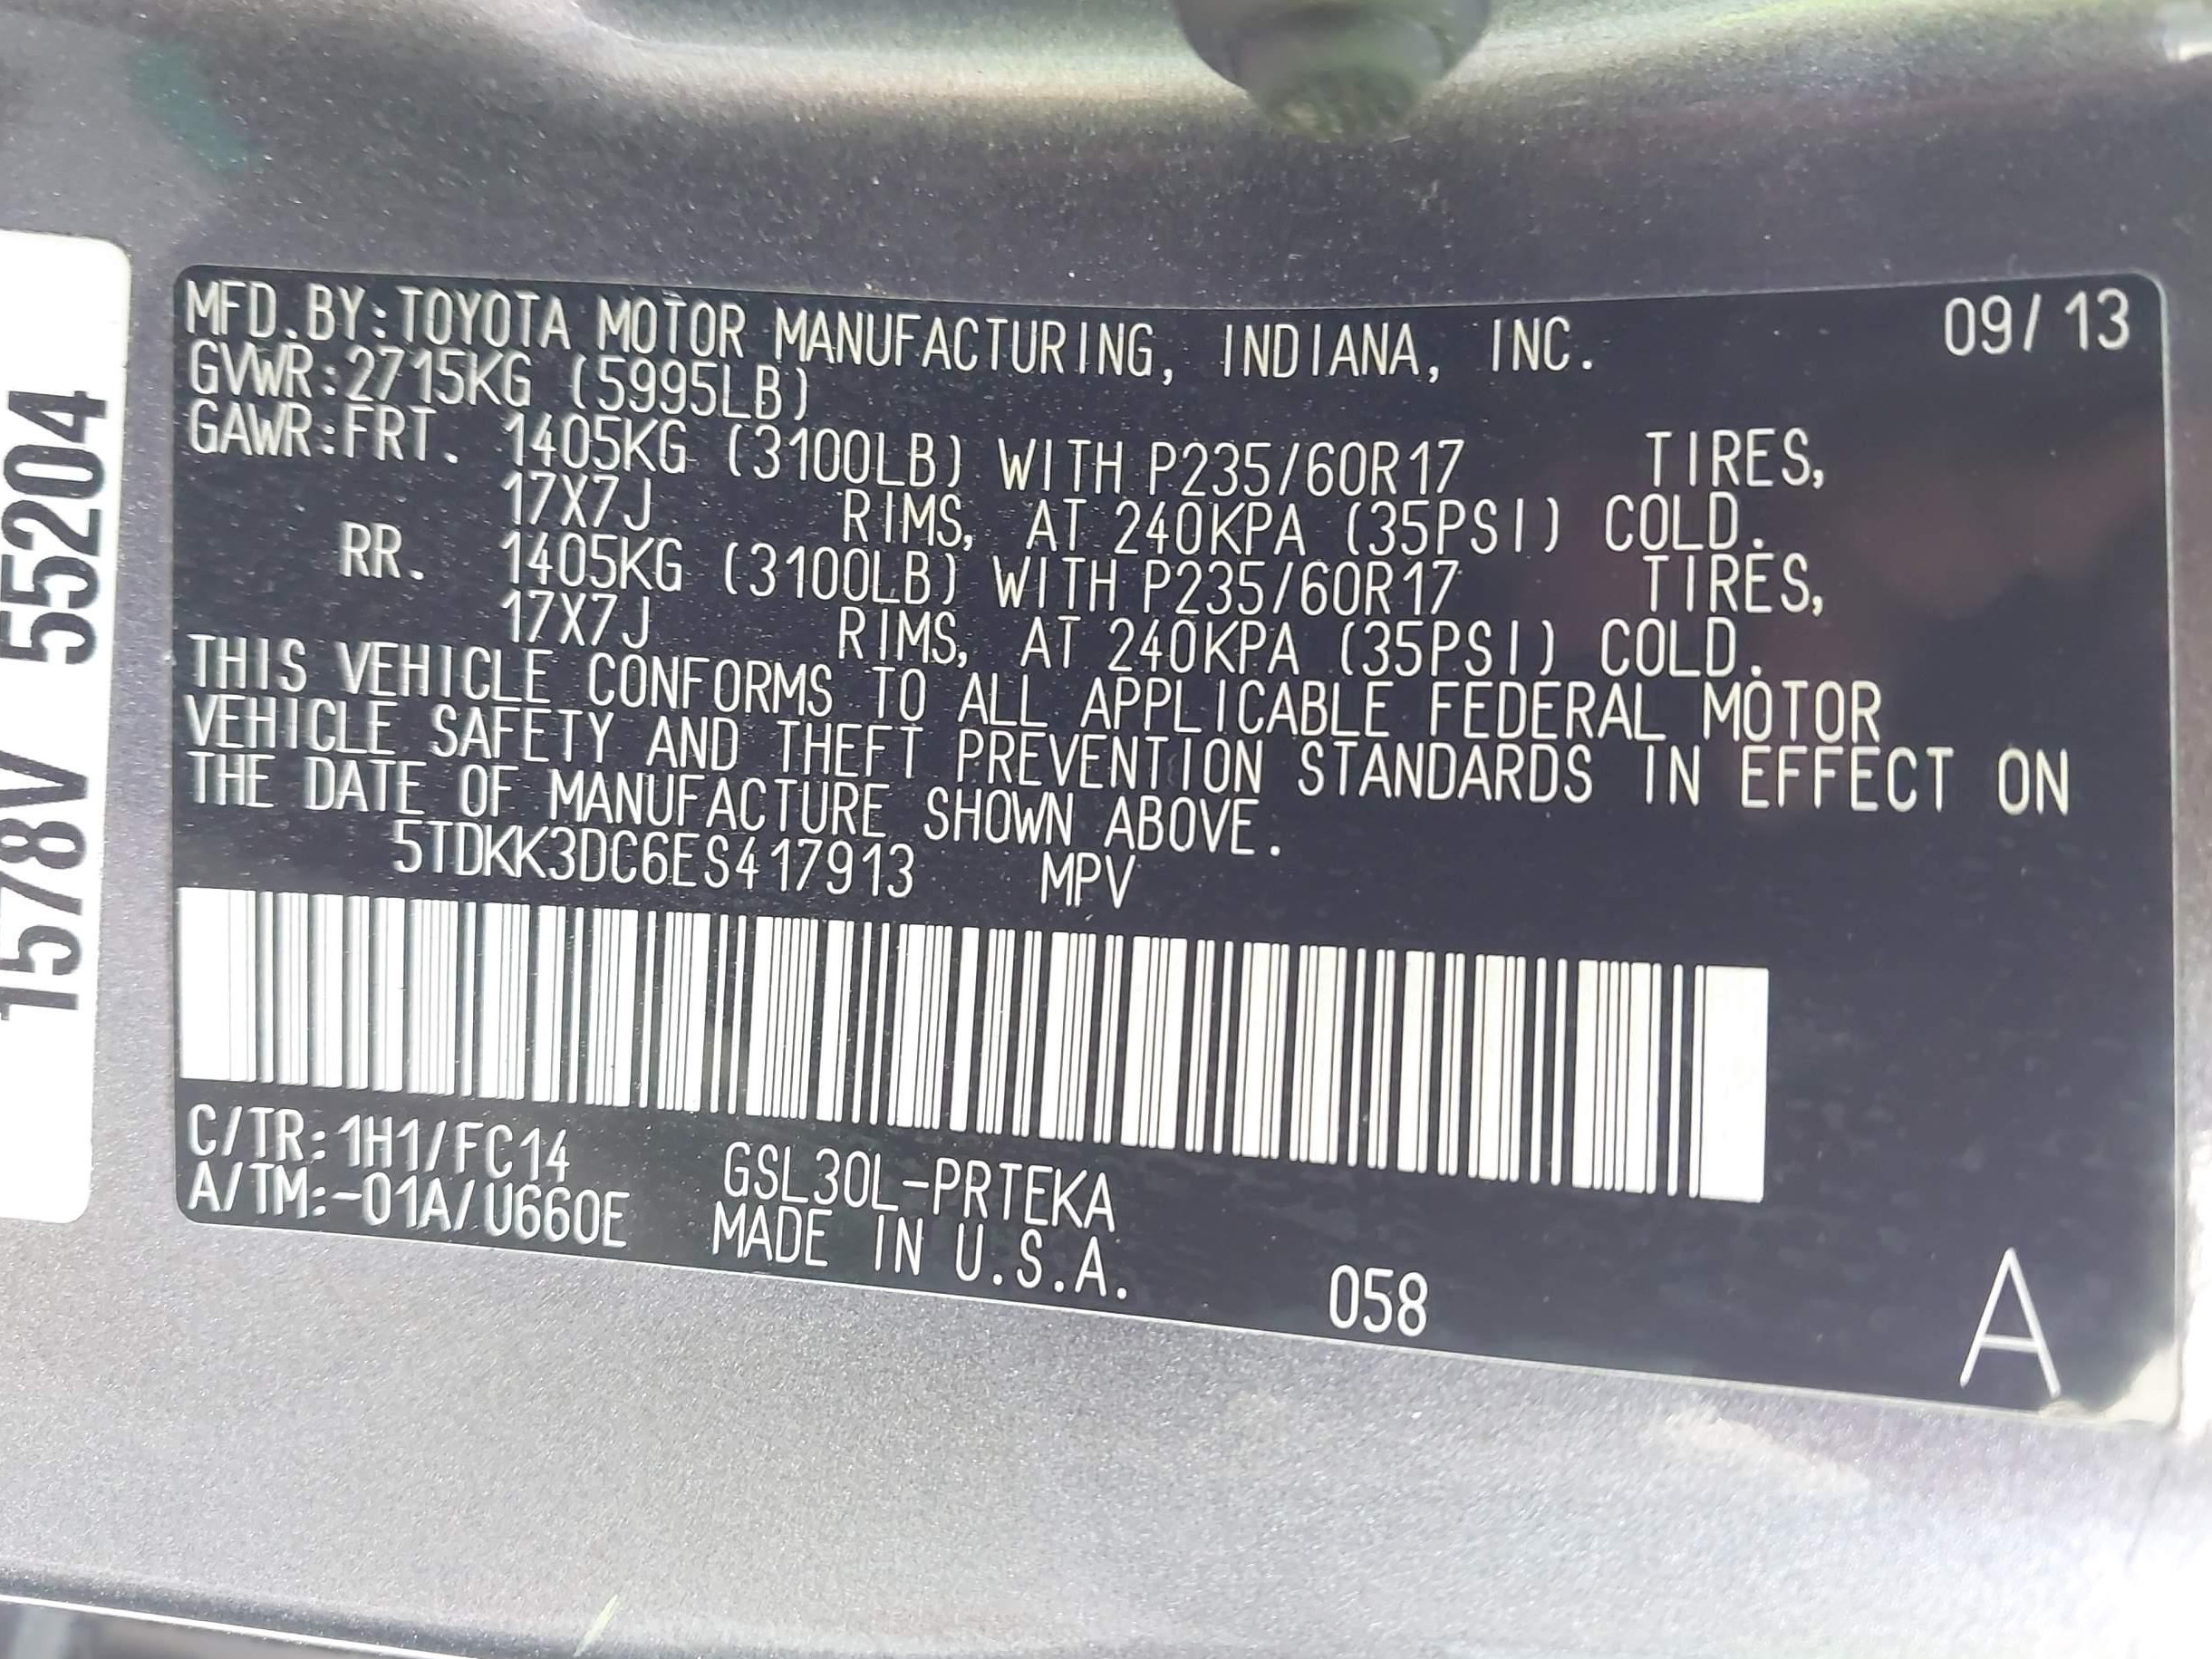 MFD.BY:TOYOTA MOTOR MANUFACTURING, INDIANA, INC. 09/13
GVWR:2715KG (5995LB)
GAWR:FRT. 1405KG (3100LB) WITH P235/60R17 TIRES,
17X7J RIMS, AT 240KPA (35PSI) COLD.
RR. 1405KG (3100LB) WITH P235/60R17 TIRES,
17X7J RIMS, AT 240KPA (35PSI) COLD.
THIS VEHICLE CONFORMS TO ALL APPLICABLE FEDERAL MOTOR
VEHICLE SAFETY AND THEFT PREVENTION STANDARDS IN EFFECT ON
THE DATE OF MANUFACTURE SHOWN ABOVE.
5TDKK3DC6ES417913 MPV
C/TR:1H1/FC14 GSL30L-PRTEKA
A/TM:-01A/U660E MADE IN U.S.A.
058
A
1578V 55204